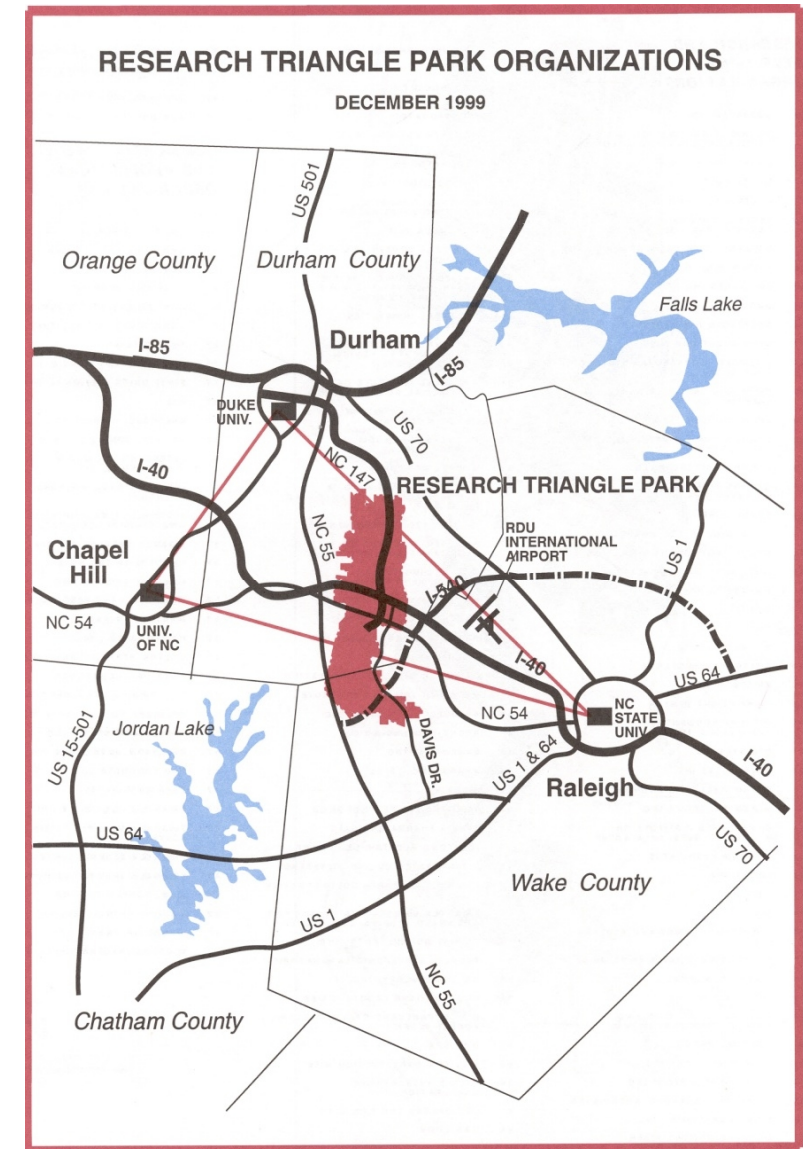 RESEARCH TRIANGLE PARK ORGANIZATIONS
DECEMBER 1999
US 501
Orange County
Durham County
Falls Lake
Durham
I-85
I-85
DUKE
UNIV.
US 70
I-40
NC 147
RESEARCH TRIANGLE PARK
NC 55
RDU
INTERNATIONAL
AIRPORT
US 1
Chapel
Hill
I-540
NC 54
UNIV.
OF NC
I-40
US 64
Jordan Lake
NC 54
NC
STATE
UNIV.
US 15-501
DAVIS DR.
US 1 & 64
Raleigh
I-40
US 64
US 70
Wake County
US 1
NC 55
Chatham County